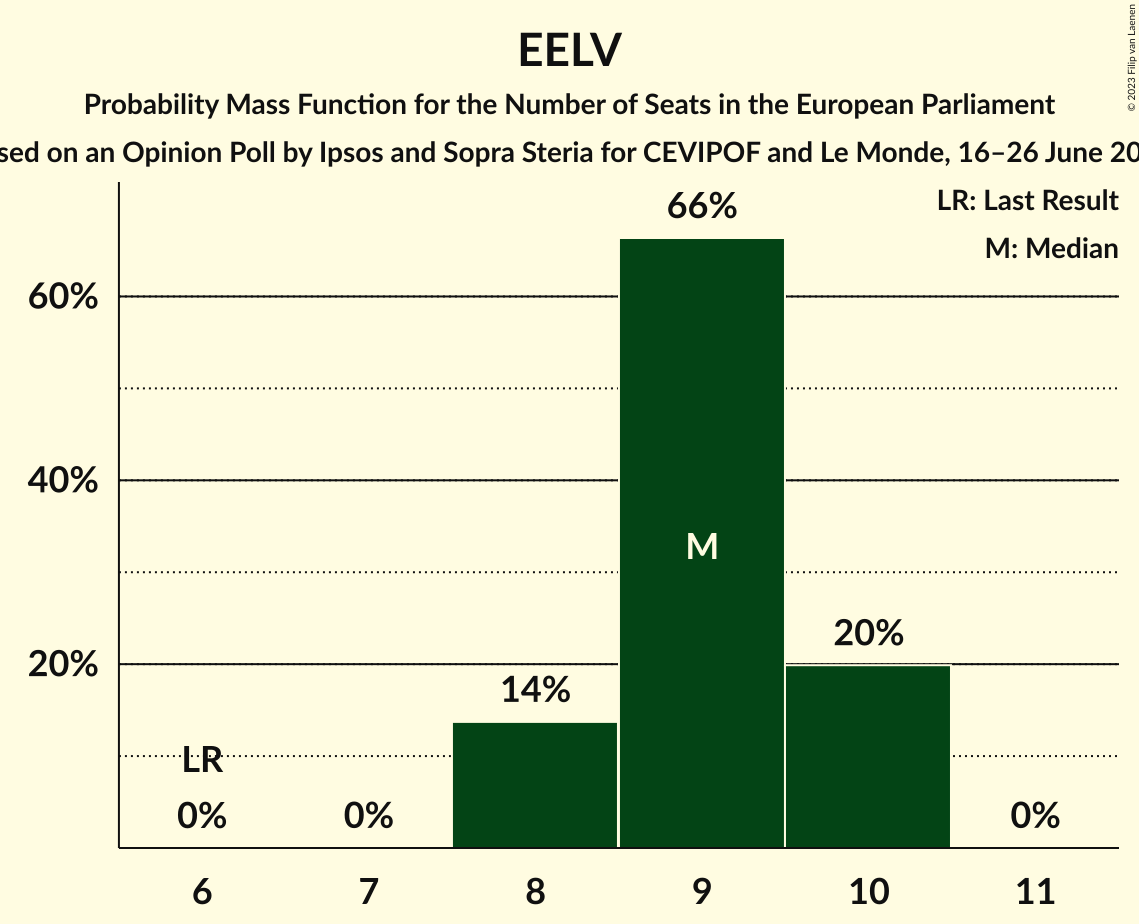 EELV
Probability Mass Function for the Number of Seats in the European Parliament
sed on an Opinion Poll by Ipsos and Sopra Steria for CEVIPOF and Le Monde, 16–26 June 20
© 2023 Filip van Laenen
LR: Last Result
M: Median
66%
60%
40%
M
20%
20%
14%
LR
0%
0%
0%
6
7
8
9
10
11